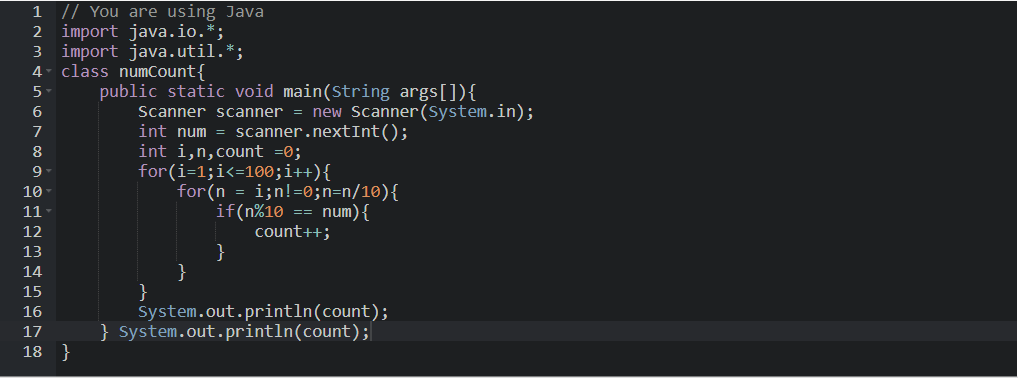 1 // You are using Java
2 import java.io.*;
3 import java.util.*;
4 class numCount{
5 public static void main(String args[]){
6 Scanner scanner = new Scanner(System.in);
7 int num = scanner.nextInt();
8 int i,n,count =0;
9 for(i=1;i<=100;i++){
10 for(n = i;n!=0;n=n/10){
11 if(n%10 == num){
12 count++;
13 }
14 }
15 }
16 System.out.println(count);
17 } System.out.println(count);
18 }